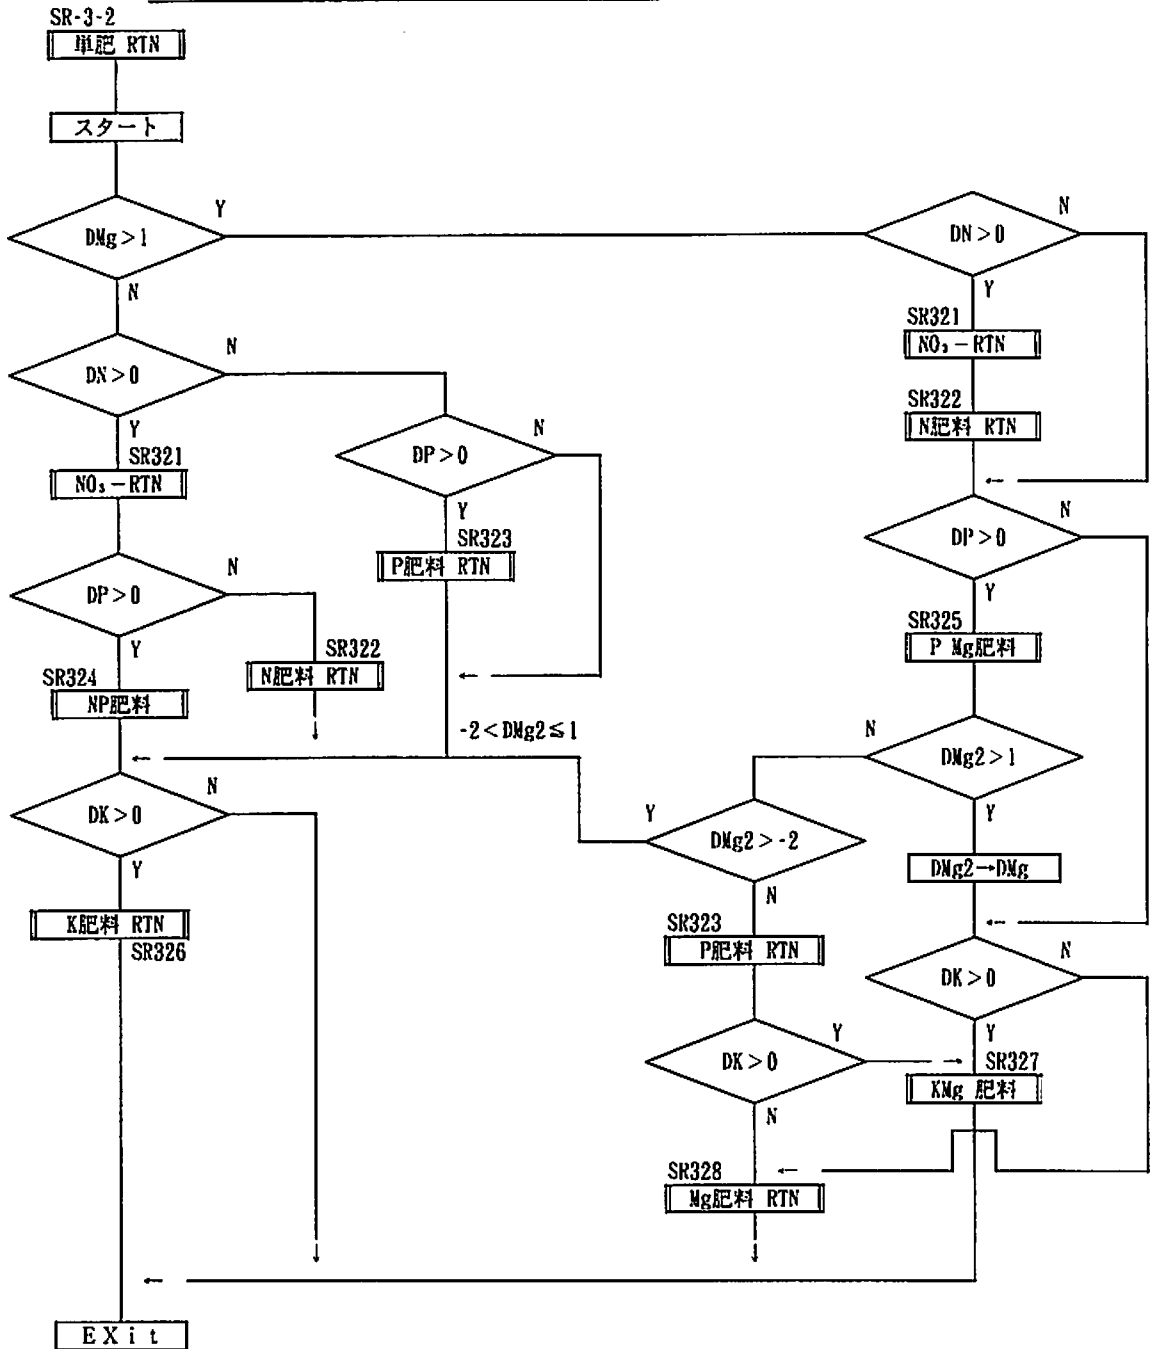 SR-3-2
単肥 RTN
スタート
DMg>1
Y
N
DN>0
N
Y
SR321
NO₃-RTN
DP>0
N
Y
SR324
NP肥料
SR322
N肥料 RTN
DP>0
N
Y
SR323
P肥料 RTN
-2<DMg2≦1
DK>0
N
Y
K肥料 RTN
SR326
DN>0
N
Y
SR321
NO₃-RTN
SR322
N肥料 RTN
DP>0
N
Y
SR325
P Mg肥料
DMg2>1
N
Y
DMg2→DMg
DMg2>-2
Y
N
SR323
P肥料 RTN
DK>0
Y
N
DK>0
N
Y
SR327
KMg 肥料
SR328
Mg肥料 RTN
EXit